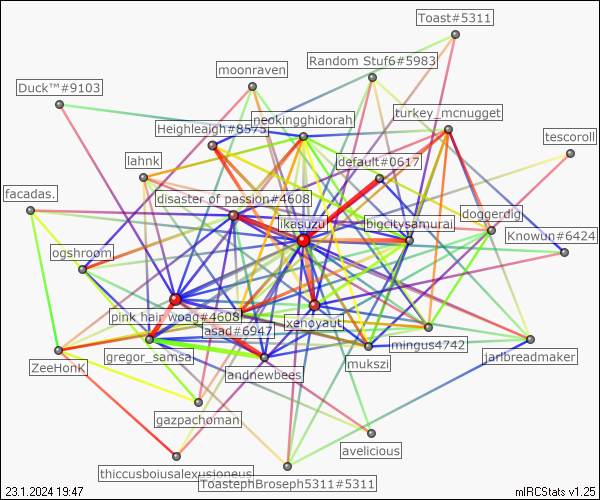 Toast#5311
Random Stuf6#5983
moonraven
Duck™#9103
turkey_mcnugget
neokingghidorah
Heighleaigh#8575
tescoroll
lahnk
default#0617
facadas.
disaster of passion#4608
doggerdig
ikasuzu
bigcitysamurai
Knowun#6424
ogshroom
pink hair woag#4608
xenoyaut
asad#6947
mingus4742
jarlbreadmaker
gregor_samsa
ZeeHonK
mukszi
andnewbees
gazpachoman
avelicious
thiccusboiusalexusioneus
ToastephBroseph5311#5311
23.1.2024 19:47
mIRCStats v1.25